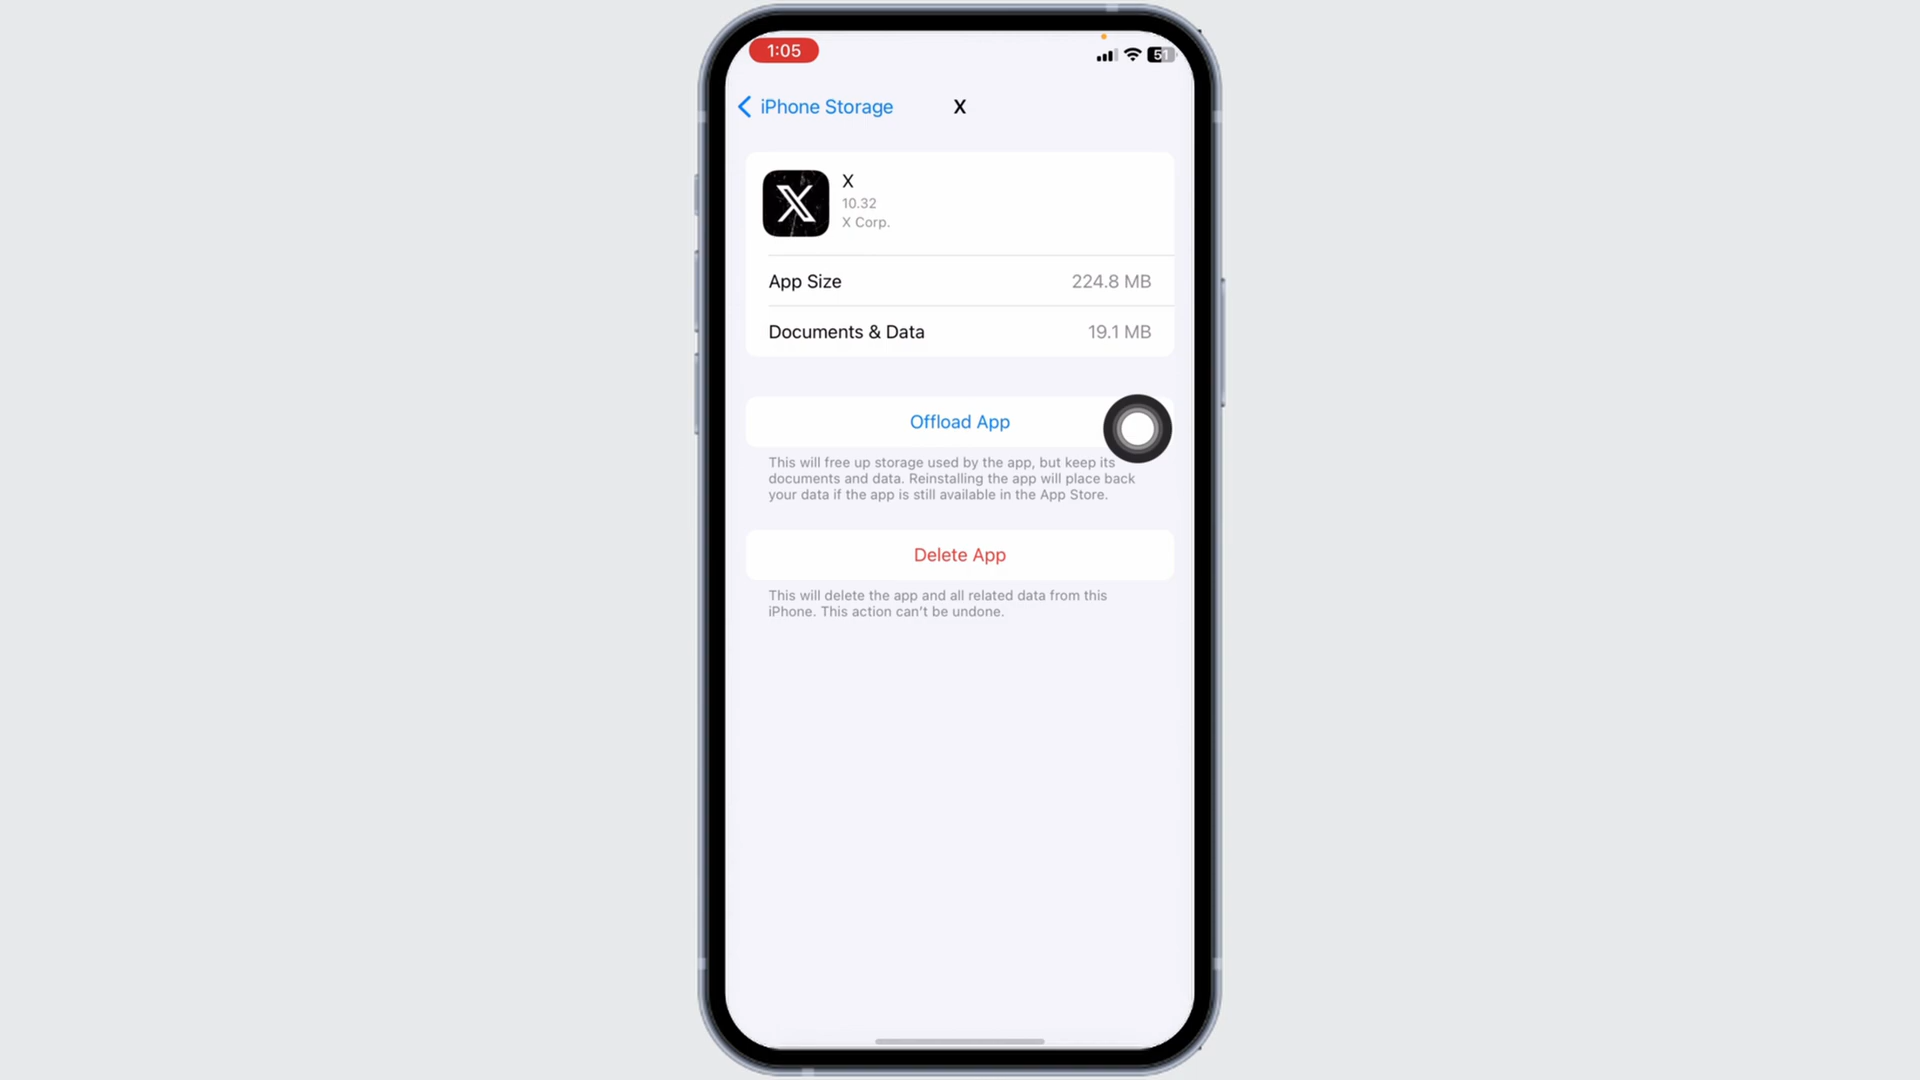 1:05
51
iPhone Storage
X
X
10.32
X Corp.
App Size 224.8 MB
Documents & Data 19.1 MB
Offload App
This will free up storage used by the app, but keep its
documents and data. Reinstalling the app will place back
your data if the app is still available in the App Store.
Delete App
This will delete the app and all related data from this
iPhone. This action can't be undone.